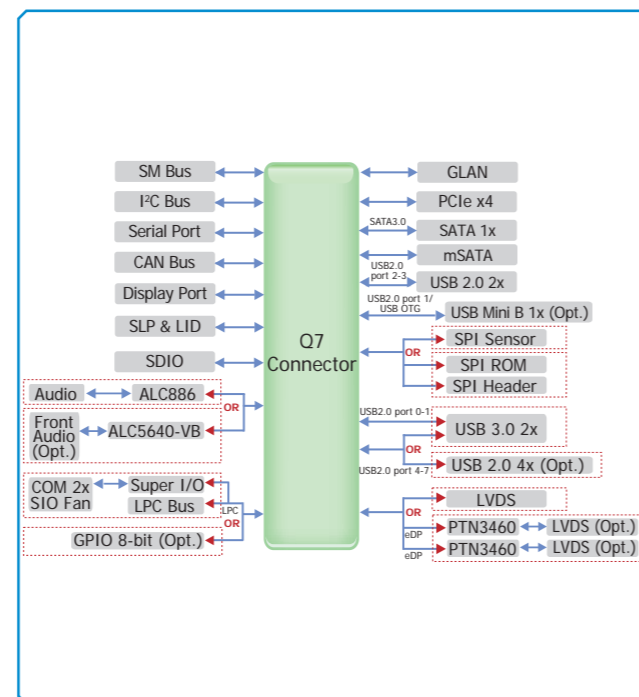 SM Bus
I²C Bus
Serial Port
CAN Bus
Display Port
SLP & LID
SDIO
Audio
ALC886
OR
Front
Audio
(Opt.)
ALC5640-VB
COM 2x
SIO Fan
Super I/O
LPC Bus
LPC
OR
GPIO 8-bit (Opt.)
Q7
Connector
GLAN
PCIe x4
SATA3.0
SATA 1x
mSATA
USB2.0
port 2-3
USB 2.0 2x
USB2.0 port 1/
USB OTG
USB Mini B 1x (Opt.)
SPI Sensor
OR
SPI ROM
SPI Header
USB2.0 port 0-1
USB 3.0 2x
OR
USB2.0 port 4-7
USB 2.0 4x (Opt.)
LVDS
OR
eDP
PTN3460
LVDS (Opt.)
eDP
PTN3460
LVDS (Opt.)